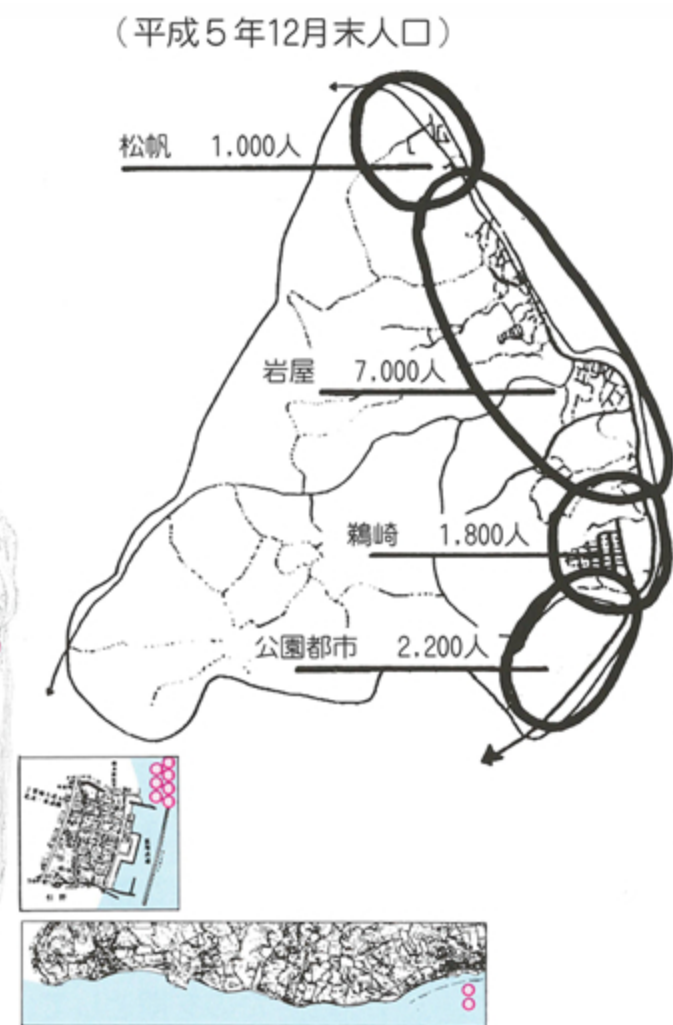 （平成５年12月末人口）
松帆　1.000人
岩屋　7.000人
鵜崎　1.800人
公園都市　2.200人